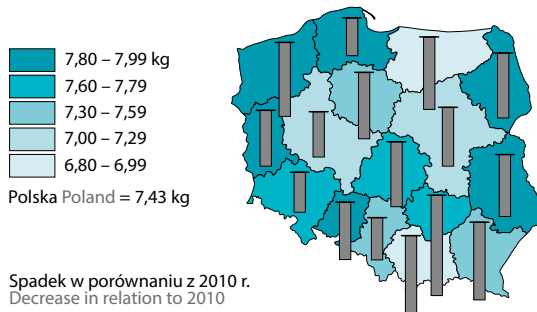 7,80 – 7,99 kg
7,60 – 7,79
7,30 – 7,59
7,00 – 7,29
6,80 – 6,99
Polska Poland = 7,43 kg
Spadek w porównaniu z 2010 r.
Decrease in relation to 2010